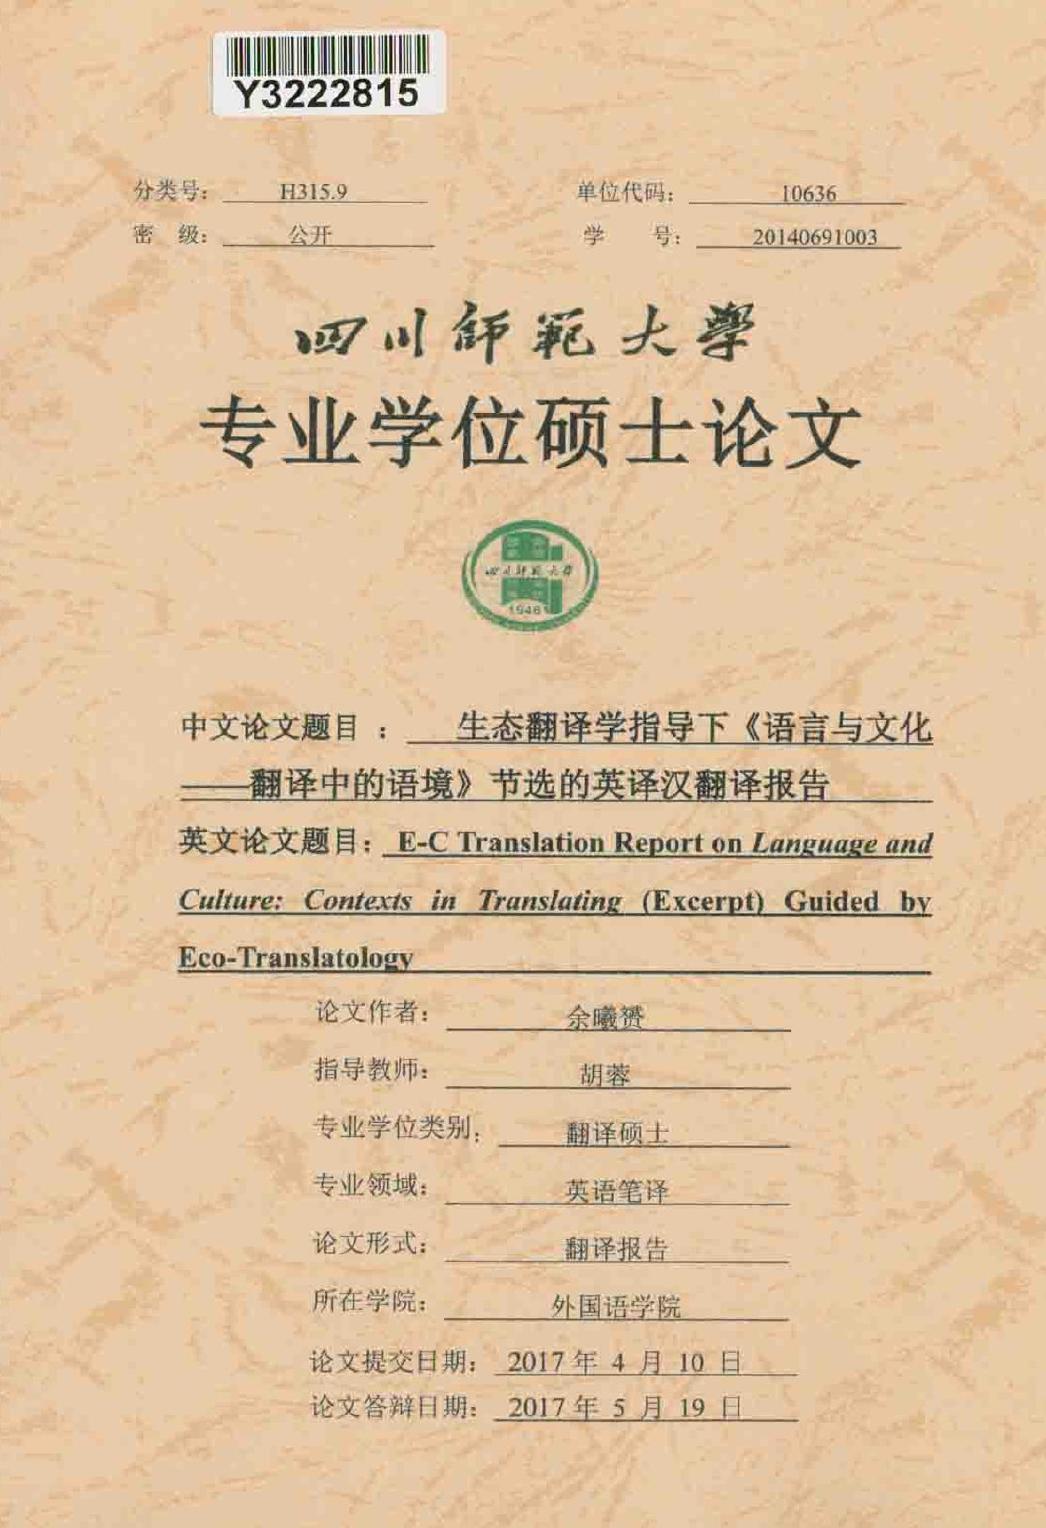 Y3222815
分类号： H315.9 单位代码： 10636
密 级： 公开 学 号： 20140691003
四川師範大學
专业学位硕士论文
四川師範大學
1946
中文论文题目 ： 生态翻译学指导下《语言与文化
——翻译中的语境》节选的英译汉翻译报告
英文论文题目： E-C Translation Report on Language and
Culture: Contexts in Translating (Excerpt) Guided by
Eco-Translatology
论文作者： 余曦赟
指导教师： 胡蓉
专业学位类别： 翻译硕士
专业领域： 英语笔译
论文形式： 翻译报告
所在学院： 外国语学院
论文提交日期： 2017 年 4 月 10 日
论文答辩日期： 2017 年 5 月 19 日